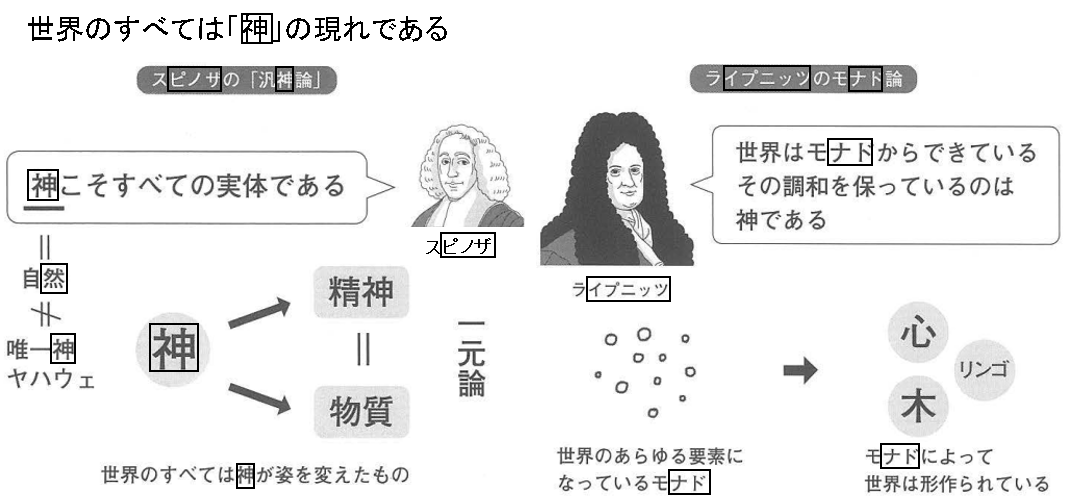 世界のすべては「神」の現れである
スピノザの「汎神論」
神こそすべての実体である
スピノザ
=
自然
≠
唯一神
ヤハウェ
神
精神
=
物質
一元論
世界のすべては神が姿を変えたもの
ライプニッツのモナド論
世界はモナドからできている
その調和を保っているのは
神である
ライプニッツ
世界のあらゆる要素に
なっているモナド
心
リンゴ
木
モナドによって
世界は形作られている